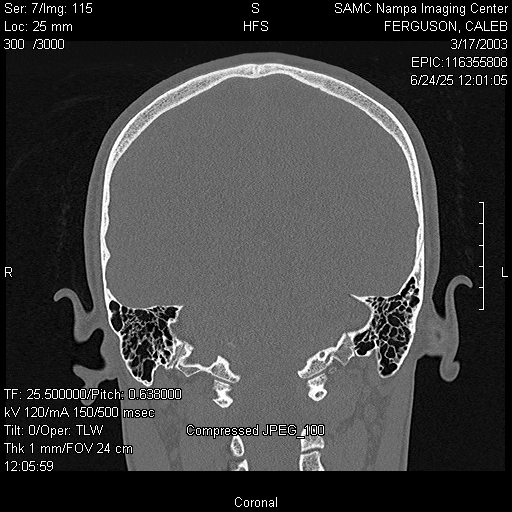 Ser: 7/Img: 115
S
SAMC Nampa Imaging Center
Loc: 25 mm
HFS
FERGUSON, CALEB
300 /3000
3/17/2003
EPIC:116355808
6/24/25 12:01:05
R
L
TF: 25.500000/Pitch: 0.638000
kV 120/mA 150/500 msec
Tilt: 0/Oper: TLW
Compressed JPEG_100
Thk 1 mm/FOV 24 cm
12:05:59
Coronal